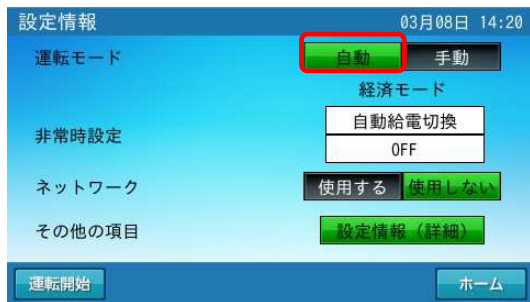 設定情報 03月08日 14:20
運転モード 自動 手動
経済モード
非常時設定 自動給電切換
OFF
ネットワーク 使用する 使用しない
その他の項目 設定情報（詳細）
運転開始 ホーム